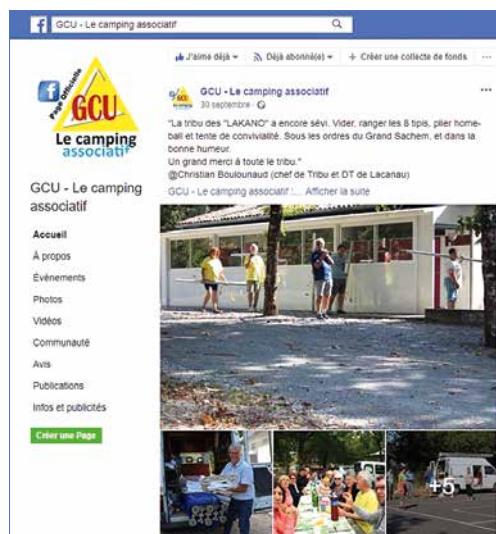 GCU - Le camping associatif
J'aime déjà
Déjà abonné(e)
+ Créer une collecte de fonds
...
Page Officielle
GCU
Le camping
associatif
GCU - Le camping
associatif
Accueil
À propos
Événements
Photos
Vidéos
Communauté
Avis
Publications
Infos et publicités
Créer une Page
GCU - Le camping associatif
30 septembre ·
...
"La tribu des "LAKANO" a encore sévi. Vider, ranger les 8 tipis, plier home-
ball et tente de convivialité. Sous les ordres du Grand Sachem, et dans la
bonne humeur.
Un grand merci à toute le tribu."
@Christian Boulounaud (chef de Tribu et DT de Lacanau)
GCU - Le camping associatif :... Afficher la suite
+5